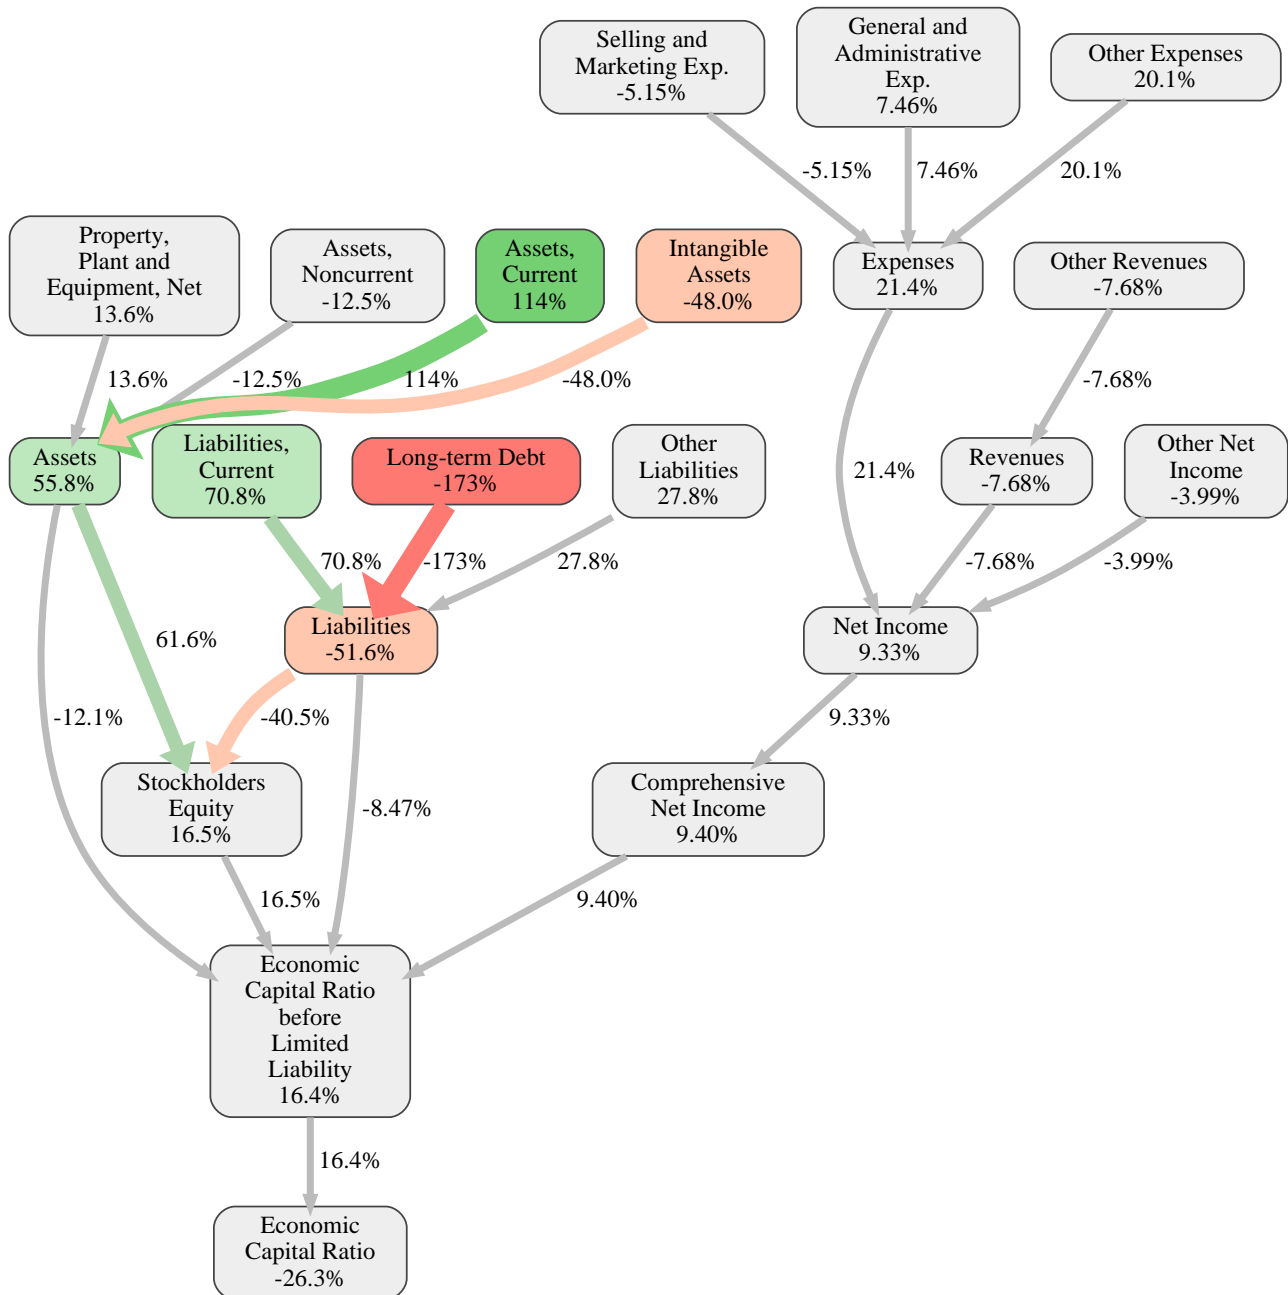 Selling and
Marketing Exp.
-5.15%
General and
Administrative
Exp.
7.46%
Other Expenses
20.1%
-5.15%
7.46%
20.1%
Property,
Plant and
Equipment, Net
13.6%
Assets,
Noncurrent
-12.5%
Assets,
Current
114%
Intangible
Assets
-48.0%
Expenses
21.4%
Other Revenues
-7.68%
13.6%
-12.5%
114%
-48.0%
-7.68%
Assets
55.8%
Liabilities,
Current
70.8%
Long-term Debt
-173%
Other
Liabilities
27.8%
21.4%
Revenues
-7.68%
Other Net
Income
-3.99%
70.8%
-173%
27.8%
-7.68%
-3.99%
61.6%
Liabilities
-51.6%
Net Income
9.33%
-12.1%
-40.5%
9.33%
Stockholders
Equity
16.5%
-8.47%
Comprehensive
Net Income
9.40%
16.5%
9.40%
Economic
Capital Ratio
before
Limited
Liability
16.4%
16.4%
Economic
Capital Ratio
-26.3%